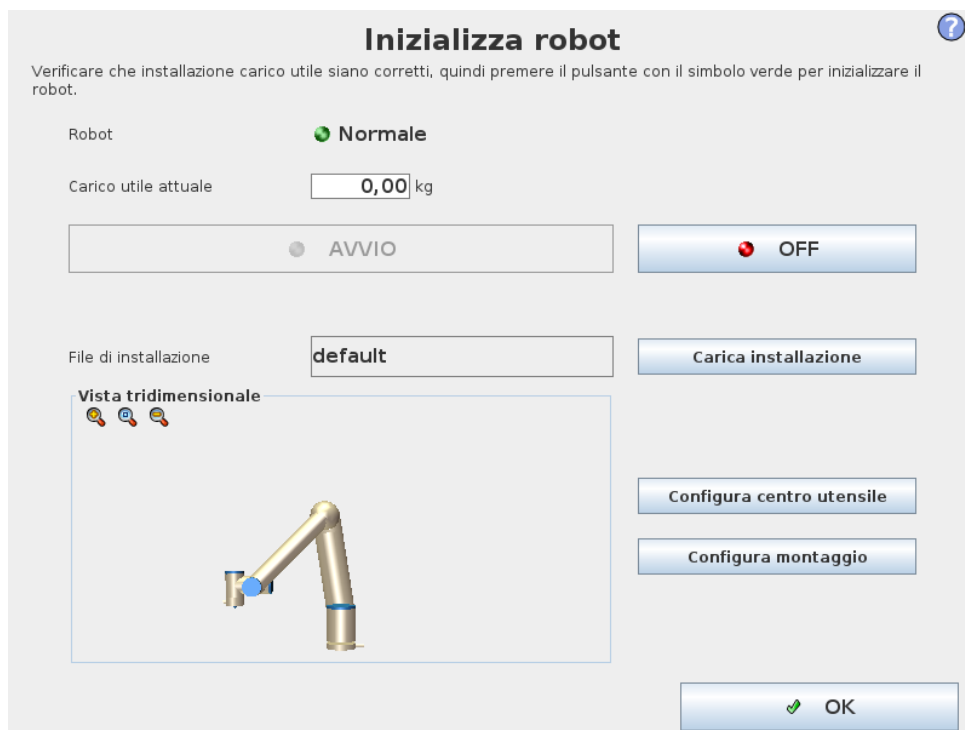 Inizializza robot
?
Verificare che installazione carico utile siano corretti, quindi premere il pulsante con il simbolo verde per inizializzare il
robot.
Robot
Normale
Carico utile attuale
0,00 kg
AVVIO
OFF
File di installazione
default
Carica installazione
Vista tridimensionale
Configura centro utensile
Configura montaggio
OK